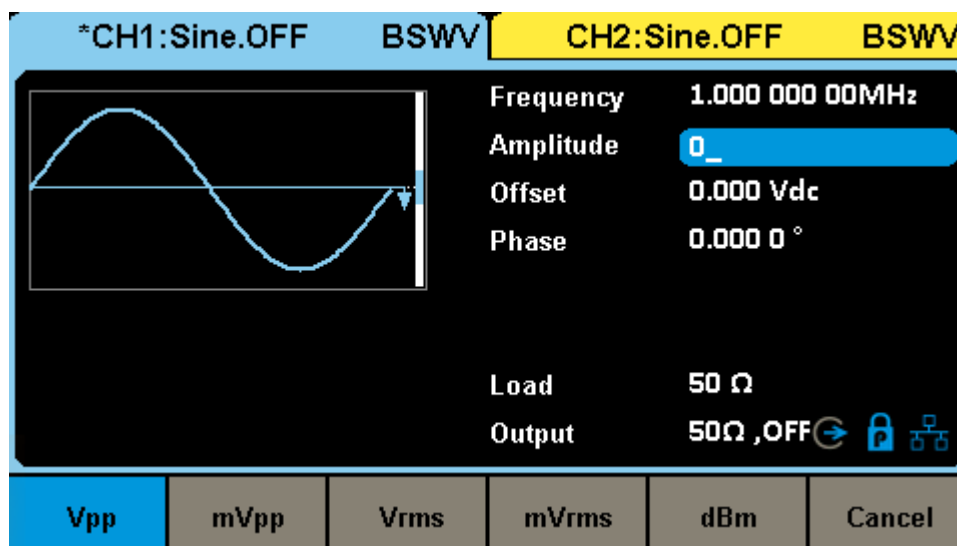 *CH1:Sine.OFF BSWV CH2:Sine.OFF BSWV
Frequency 1.000 000 00MHz
Amplitude 0_
Offset 0.000 Vdc
Phase 0.000 0 °
Load 50 Ω
Output 50Ω ,OFF P
Vpp mVpp Vrms mVrms dBm Cancel